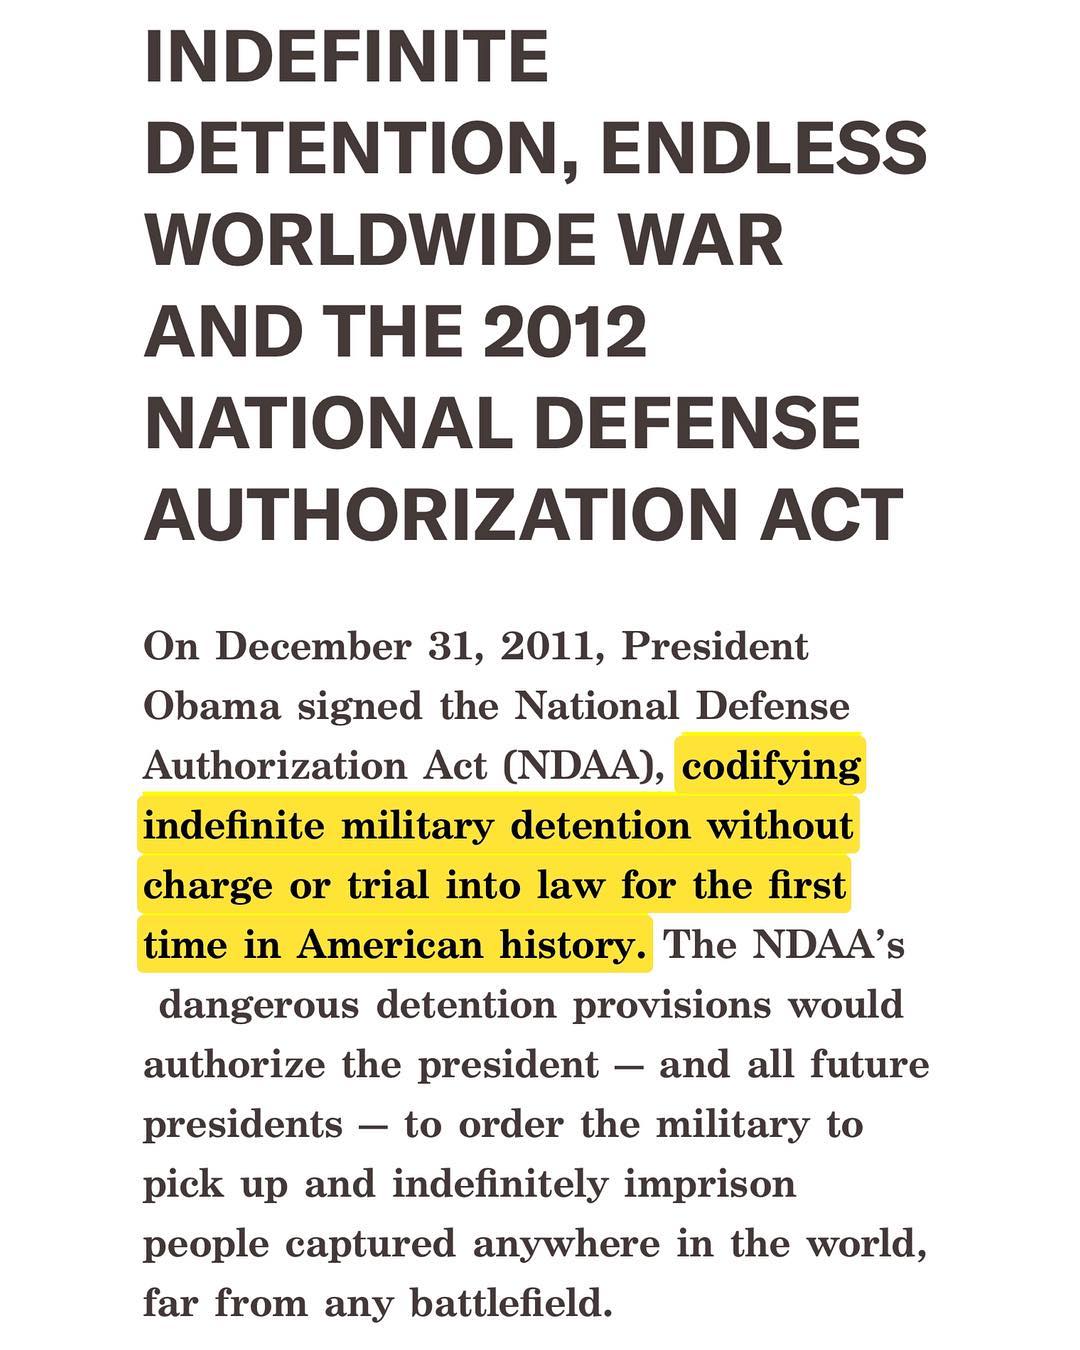 INDEFINITE
DETENTION, ENDLESS
WORLDWIDE WAR
AND THE 2012
NATIONAL DEFENSE
AUTHORIZATION ACT
On December 31, 2011, President
Obama signed the National Defense
Authorization Act (NDAA), codifying
indefinite military detention without
charge or trial into law for the first
time in American history. The NDAA’s
dangerous detention provisions would
authorize the president — and all future
presidents — to order the military to
pick up and indefinitely imprison
people captured anywhere in the world,
far from any battlefield.